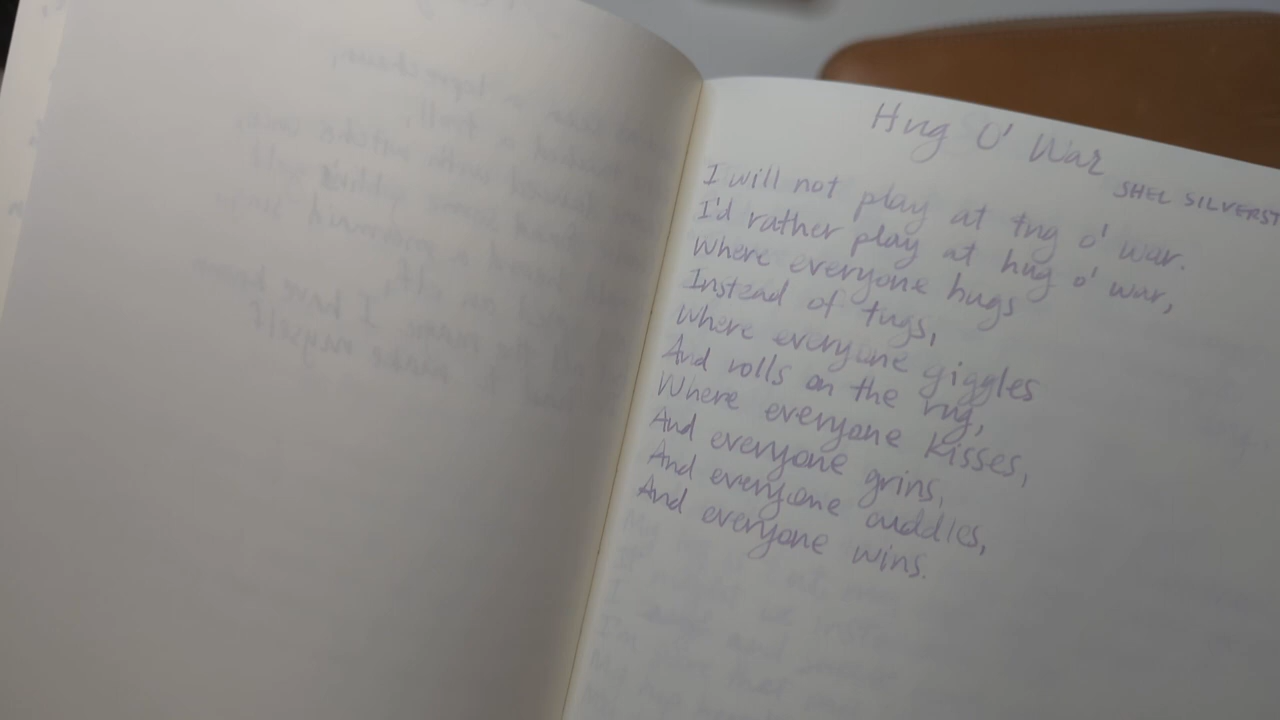 Hug O' War
SHEL SILVERST
I will not play at tug o' war.
I'd rather play at hug o' war,
Where everyone hugs
Instead of tugs,
Where everyone giggles
And rolls on the rug,
Where everyone kisses,
And everyone grins,
And everyone cuddles,
And everyone wins.